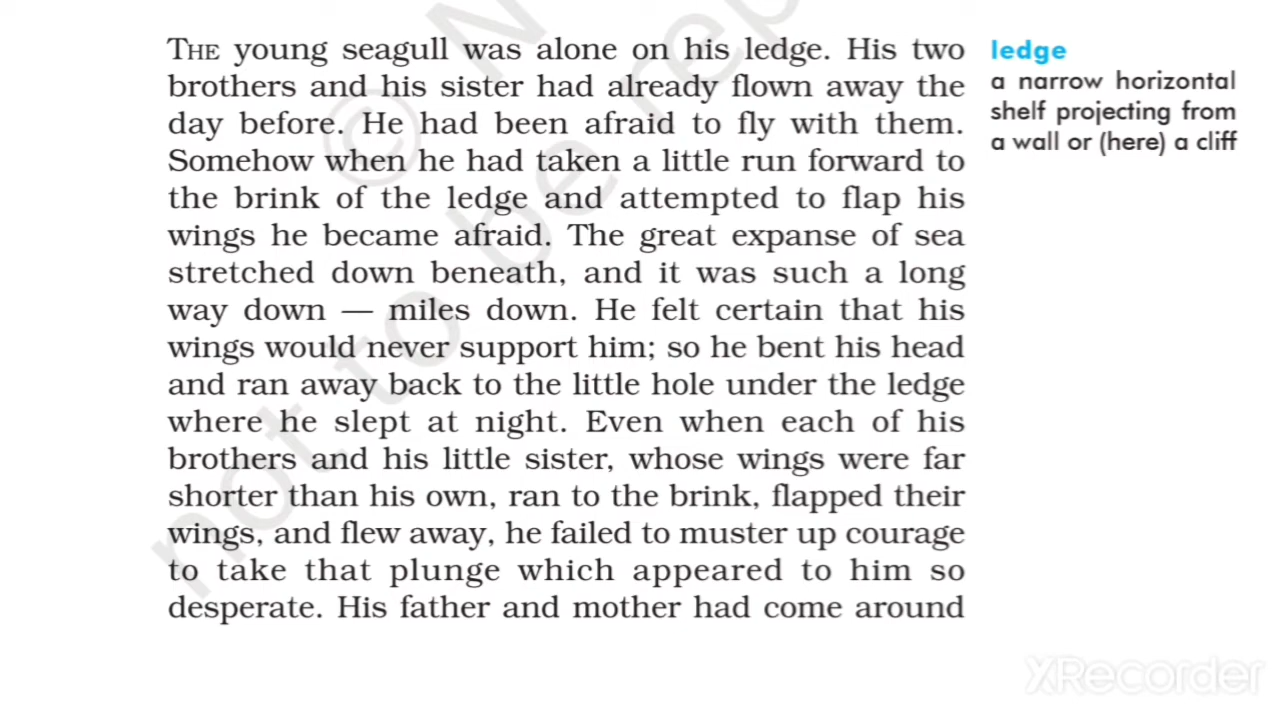 THE young seagull was alone on his ledge. His two
brothers and his sister had already flown away the
day before. He had been afraid to fly with them.
Somehow when he had taken a little run forward to
the brink of the ledge and attempted to flap his
wings he became afraid. The great expanse of sea
stretched down beneath, and it was such a long
way down — miles down. He felt certain that his
wings would never support him; so he bent his head
and ran away back to the little hole under the ledge
where he slept at night. Even when each of his
brothers and his little sister, whose wings were far
shorter than his own, ran to the brink, flapped their
wings, and flew away, he failed to muster up courage
to take that plunge which appeared to him so
desperate. His father and mother had come around
ledge
a narrow horizontal
shelf projecting from
a wall or (here) a cliff
© N
not to be rep
XRecorder